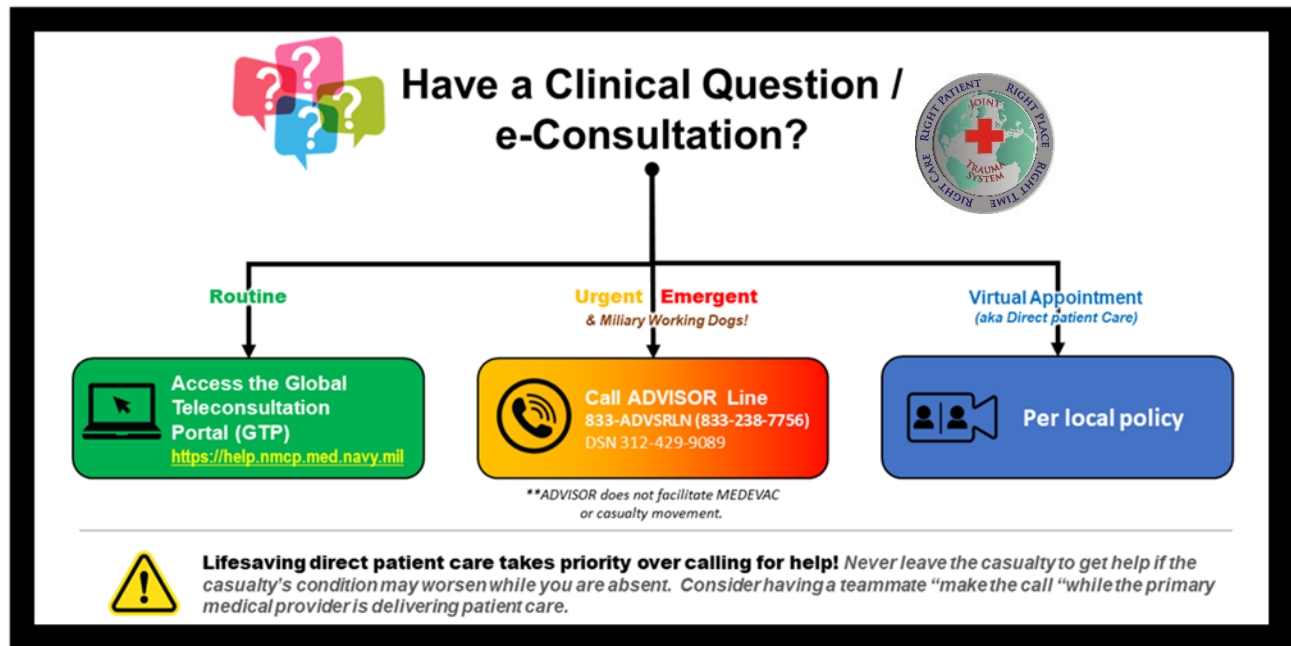 Have a Clinical Question /
e-Consultation?
RIGHT PATIENT RIGHT PLACE RIGHT TIME RIGHT CARE
JOINT
TRAUMA
SYSTEM
Routine
Access the Global
Teleconsultation
Portal (GTP)
https://help.nmcp.med.navy.mil
Urgent Emergent
& Miliary Working Dogs!
Call ADVISOR Line
833-ADVSRLN (833-238-7756)
DSN 312-429-9089
**ADVISOR does not facilitate MEDEVAC
or casualty movement.
Virtual Appointment
(aka Direct patient Care)
Per local policy
Lifesaving direct patient care takes priority over calling for help! Never leave the casualty to get help if the
casualty's condition may worsen while you are absent. Consider having a teammate “make the call “while the primary
medical provider is delivering patient care.